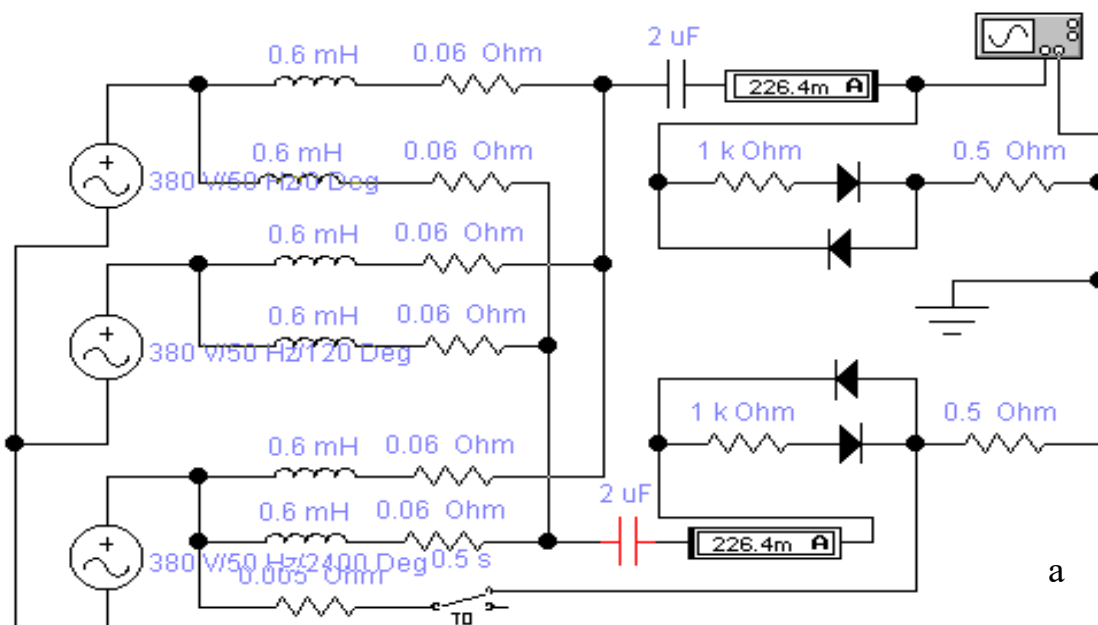 0.6 mH 0.06 Ohm 2 uF
226.4m A
0.6 mH 0.06 Ohm 1 k Ohm 0.5 Ohm
380 V/50 Hz/0 Deg
0.6 mH 0.06 Ohm
0.6 mH 0.06 Ohm
380 V/50 Hz/120 Deg
1 k Ohm 0.5 Ohm
0.6 mH 0.06 Ohm
2 uF
0.6 mH 0.06 Ohm
226.4m A
380 V/50 Hz/2400 Deg 0.5 s
0.005 Ohm
a
TD